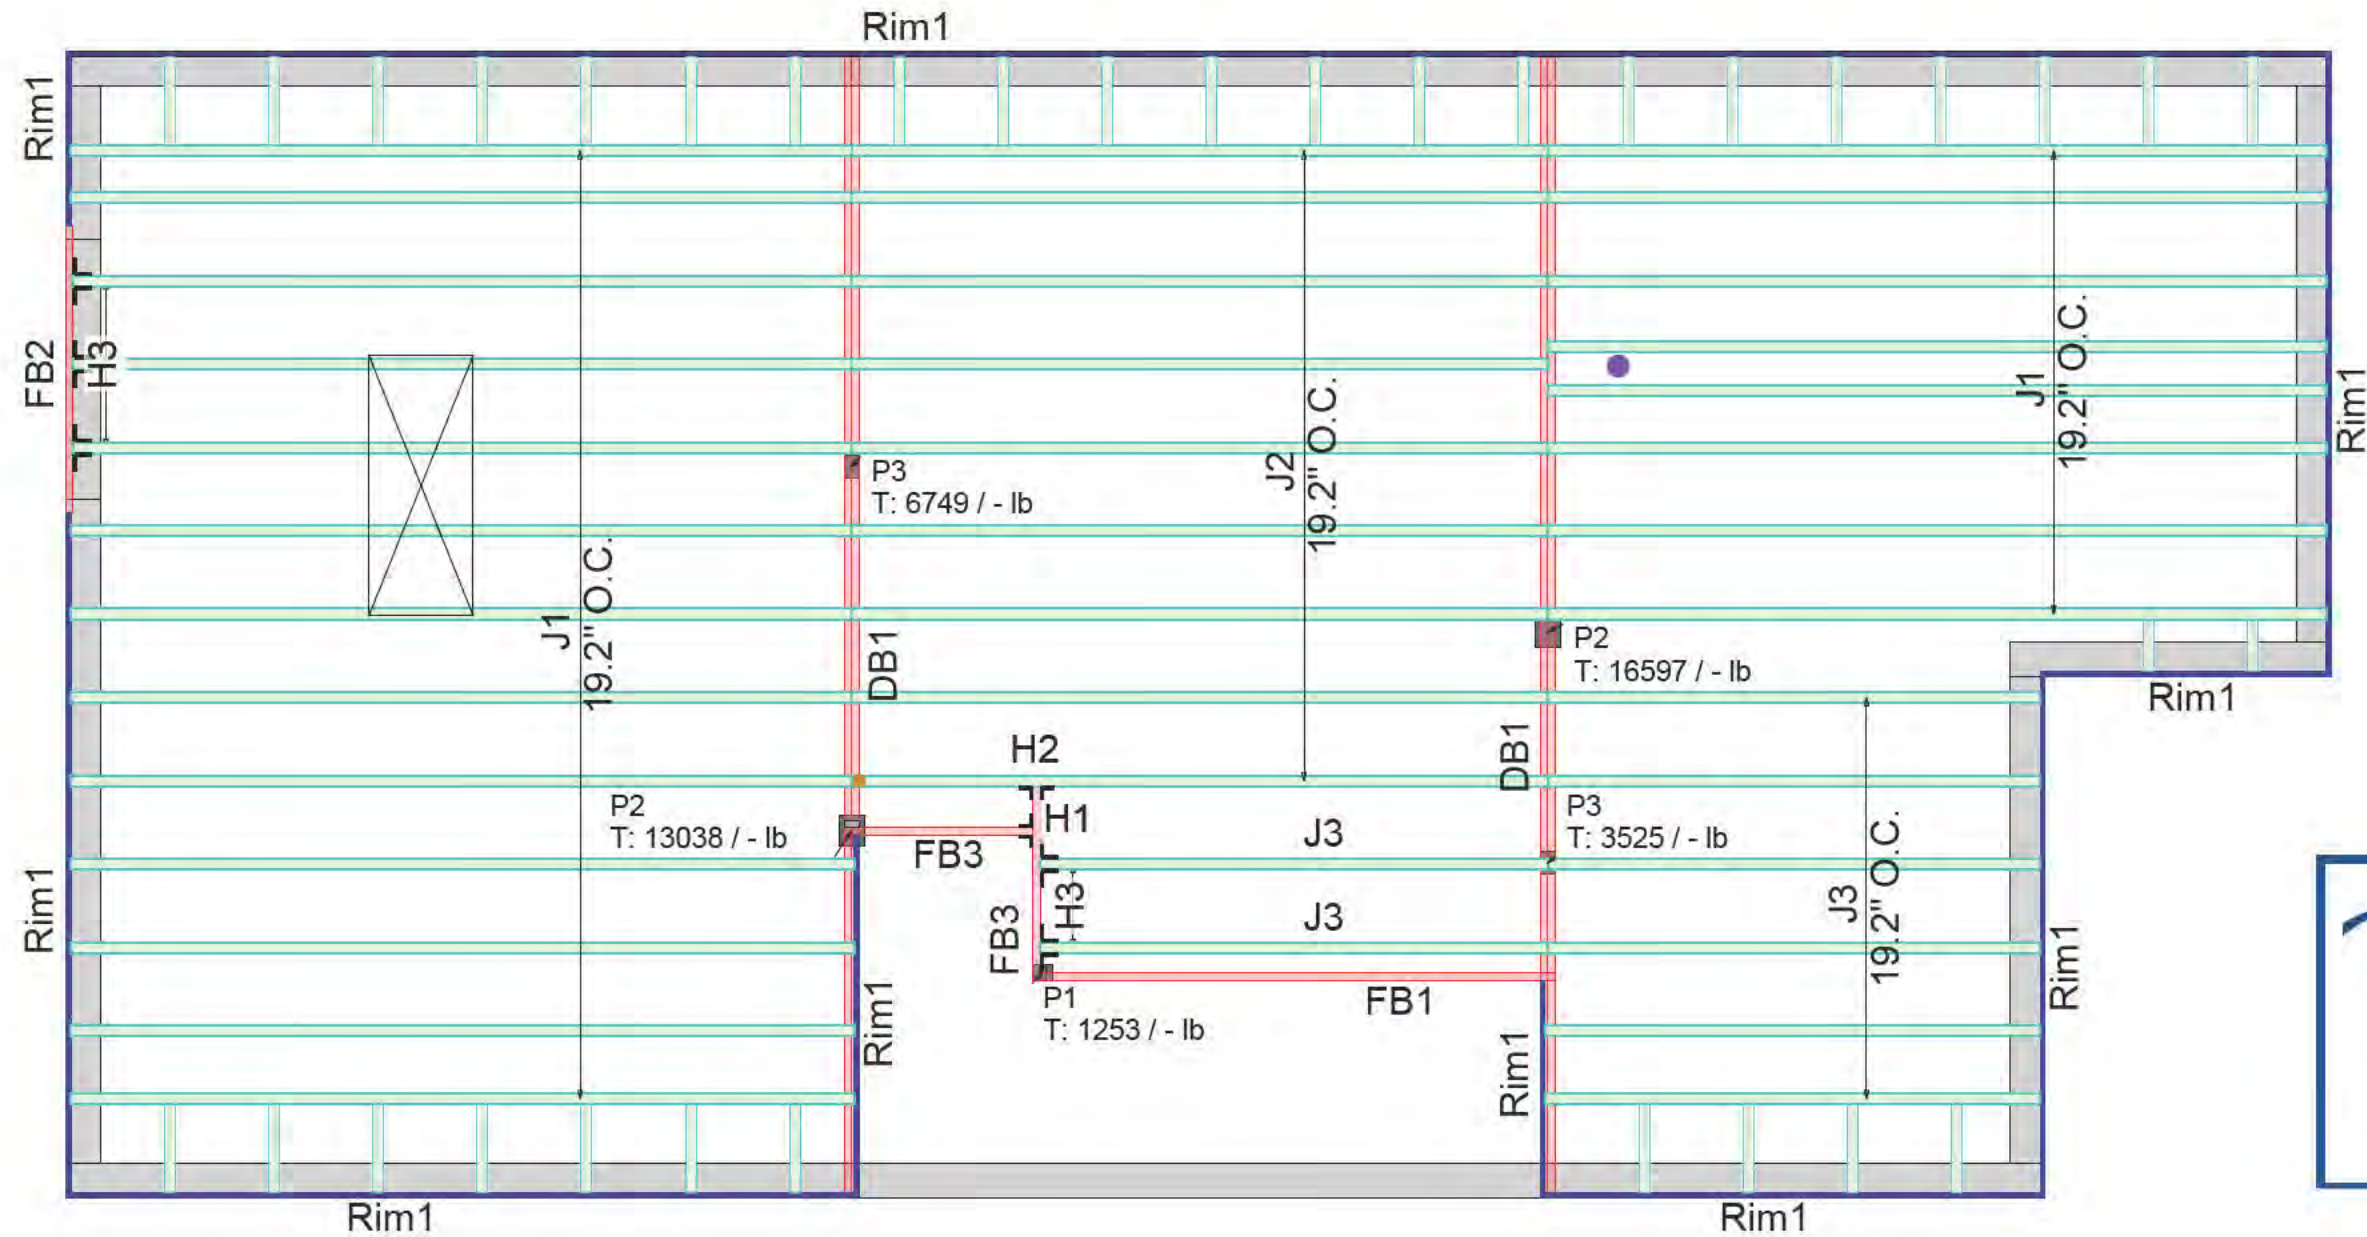 Rim1
Rim1
FB2
H3
J1
19.2" O.C.
P3
T: 6749 / - lb
DB1
J2
19.2" O.C.
J1
19.2" O.C.
Rim1
P2
T: 16597 / - lb
Rim1
DB1
H2
H1
P2
T: 13038 / - lb
FB3
J3
P3
T: 3525 / - lb
H3
FB3
J3
J3
19.2" O.C.
Rim1
Rim1
P1
T: 1253 / - lb
FB1
Rim1
Rim1
Rim1
Rim1